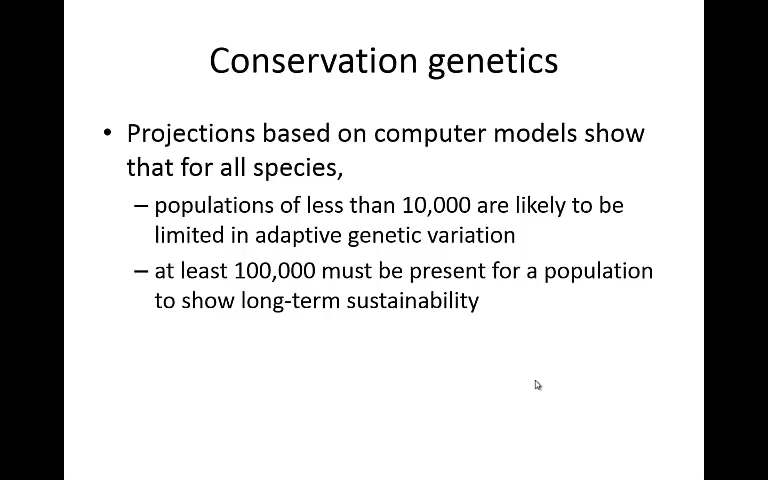 Conservation genetics
• Projections based on computer models show
that for all species,
– populations of less than 10,000 are likely to be
limited in adaptive genetic variation
– at least 100,000 must be present for a population
to show long-term sustainability